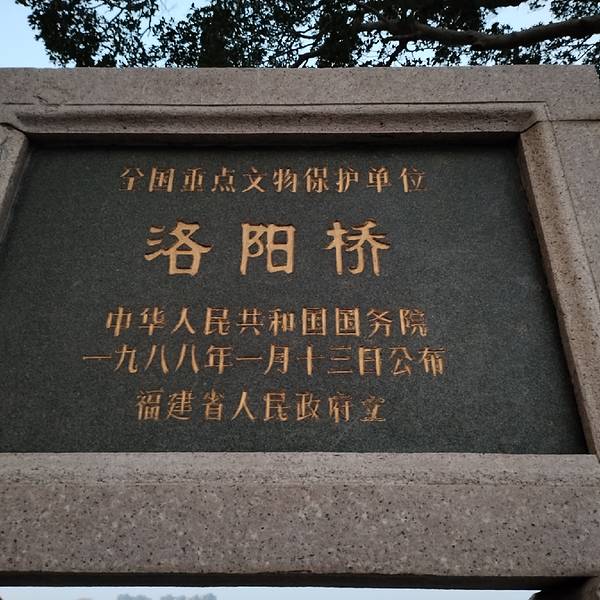 全国重点文物保护单位
洛阳桥
中华人民共和国国务院
一九八八年一月十三日公布
福建省人民政府立